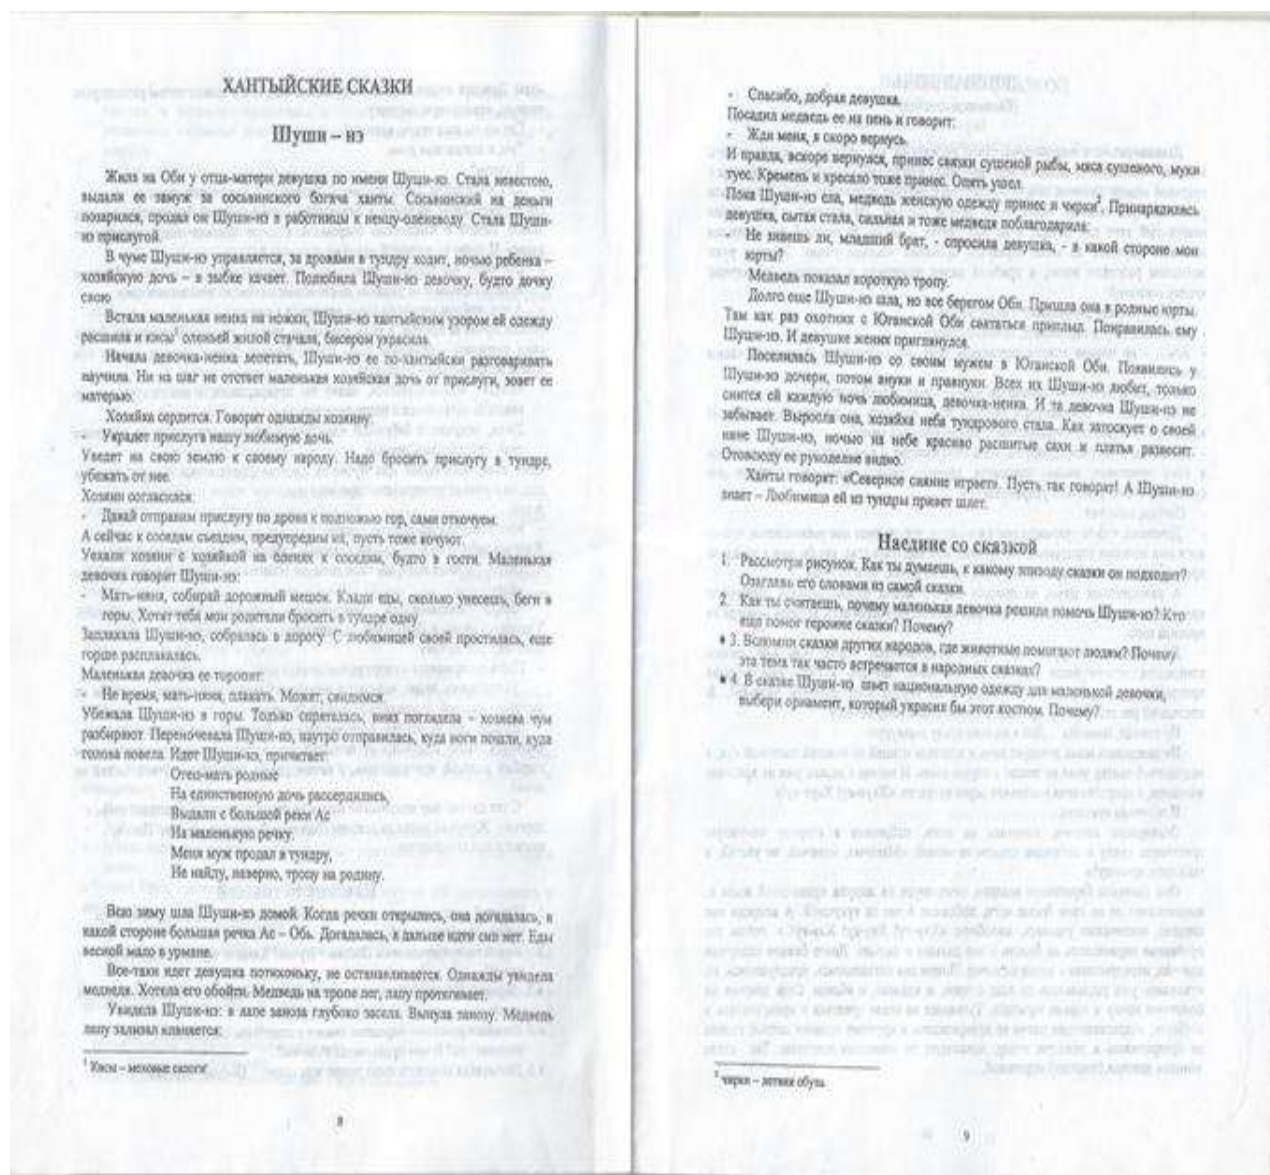 ХАНТЫЙСКИЕ СКАЗКИ
Шуши – нэ
Жила на Оби у отца-матери девушка по имени Шуши-нэ. Стала невестою,
выдали ее замуж за сосьвинского богача ханты. Сосьвинский на деньги
позарился, продал он Шуши-нэ в работницы к ненцу-оленеводу. Стала Шуши-
нэ прислугой.
В чуме Шуши-нэ управляется, за дровами в тундру ходит, ночью ребенка –
хозяйскую дочь – в зыбке качает. Полюбила Шуши-нэ девочку, будто дочку
свою.
Встала маленькая ненка на ножки, Шуши-нэ хантыйским узором ей одежду
расшила и кисы¹ оленьей жилой стачала, бисером украсила.
Начала девочка-ненка лепетать, Шуши-нэ ее по-хантыйски разговаривать
научила. Ни на шаг не отстает маленькая хозяйская дочь от прислуги, зовет ее
матерью.
Хозяйка сердится. Говорит однажды хозяину:
- Украдет прислуга нашу любимую дочь.
Уведет на свою землю к своему народу. Надо бросить прислугу в тундре,
убежать от нее.
Хозяин согласился:
- Давай отправим прислугу по дрова к подножью гор, сами откочуем.
А сейчас к соседям съездим, предупредим их, пусть тоже кочуют.
Уехали хозяин с хозяйкой на оленях к соседям, будто в гости. Маленькая
девочка говорит Шуши-нэ:
- Мать-няня, собирай дорожный мешок. Клади еды, сколько унесешь, беги в
горы. Хотят тебя мои родители бросить в тундре одну.
Заплакала Шуши-нэ, собралась в дорогу. С любимицей своей простилась, еще
горше расплакалась.
Маленькая девочка ее торопит:
- Не время, мать-няня, плакать. Может, свидимся.
Убежала Шуши-нэ в горы. Только спряталась, вниз поглядела – хозяева чум
разбирают. Переночевала Шуши-нэ, наутро отправилась, куда ноги пошли, куда
голова повела. Идет Шуши-нэ, причитает:
Отец-мать родные
На единственную дочь рассердились,
Выдали с большой реки Ас
На маленькую речку.
Меня муж продал в тундру,
Не найду, наверно, тропу на родину.
Всю зиму шла Шуши-нэ домой. Когда речки открылись, она догадалась, в
какой стороне большая речка Ас – Обь. Догадалась, а дальше идти сил нет. Еды
весной мало в урмане.
Все-таки идет девушка потихоньку, не останавливается. Однажды увидела
медведя. Хотела его обойти. Медведь на тропе лег, лапу протягивает.
Увидела Шуши-нэ: в лапе заноза глубоко засела. Вынула занозу. Медведь
лапу зализал кланяется:
¹ Кисы – меховые сапоги
8
- Спасибо, добрая девушка.
Посадил медведь ее на пень и говорит:
- Жди меня, я скоро вернусь.
И правда, вскоре вернулся, принес связки сушеной рыбы, мяса сушеного, муки
туес. Кремень и кресало тоже принес. Опять ушел.
Пока Шуши-нэ ела, медведь женскую одежду принес и чирки². Принарядилась
девушка, сытая стала, сильная и тоже медведя поблагодарила:
Не знаешь ли, младший брат, - спросила девушка, - в какой стороне мои
юрты?
Медведь показал короткую тропу.
Долго еще Шуши-нэ шла, но все берегом Оби. Пришла она в родные юрты.
Там как раз охотник с Юганской Оби свататься приплыл. Понравилась ему
Шуши-нэ. И девушке жених приглянулся.
Поселилась Шуши-нэ со своим мужем в Юганской Оби. Появились у
Шуши-нэ дочери, потом внуки и правнуки. Всех их Шуши-нэ любит, только
снится ей каждую ночь любимица, девочка-ненка. И та девочка Шуши-нэ не
забывает. Выросла она, хозяйка неба тундрового стала. Как затоскует о своей
няне Шуши-нэ, ночью на небе красиво расшитые сахи и платья развесит.
Отовсюду ее рукоделие видно.
Ханты говорят: «Северное сияние играет». Пусть так говорят! А Шуши-нэ
знает – Любимица ей из тундры привет шлет.
Наедине со сказкой
1. Рассмотри рисунок. Как ты думаешь, к какому эпизоду сказки он подходит?
Озаглавь его словами из самой сказки.
2. Как ты считаешь, почему маленькая девочка решила помочь Шуши-нэ? Кто
еще помог героине сказки? Почему?
* 3. Вспомни сказки других народов, где животные помогают людям? Почему
эта тема так часто встречается в народных сказках?
* 4. В сказке Шуши-нэ шьет национальную одежду для маленькой девочки,
выбери орнамент, который украсил бы этот костюм. Почему?
² чирки – летняя обувь
9